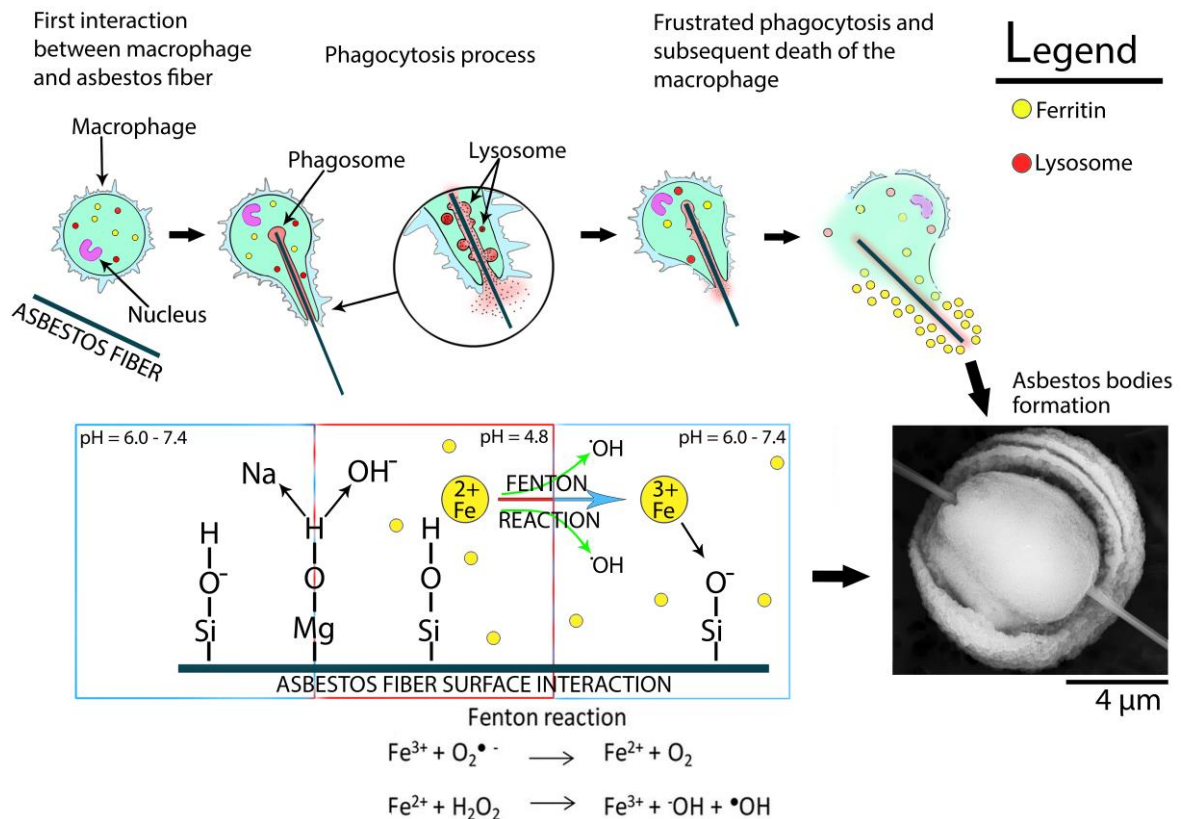 First interaction
between macrophage
and asbestos fiber
Phagocytosis process
Frustrated phagocytosis and
subsequent death of the
macrophage
Legend
Ferritin
Lysosome
Macrophage
Phagosome
Lysosome
Nucleus
ASBESTOS FIBER
Asbestos bodies
formation
pH = 6.0 - 7.4
pH = 4.8
pH = 6.0 - 7.4
Na
OH⁻
H
O⁻
Si
H
O
Mg
H
O
Si
2+
Fe
FENTON
REACTION
·OH
·OH
3+
Fe
O⁻
Si
ASBESTOS FIBER SURFACE INTERACTION
4 μm
Fenton reaction
Fe³⁺ + O₂•⁻ → Fe²⁺ + O₂
Fe²⁺ + H₂O₂ → Fe³⁺ + ⁻OH + •OH